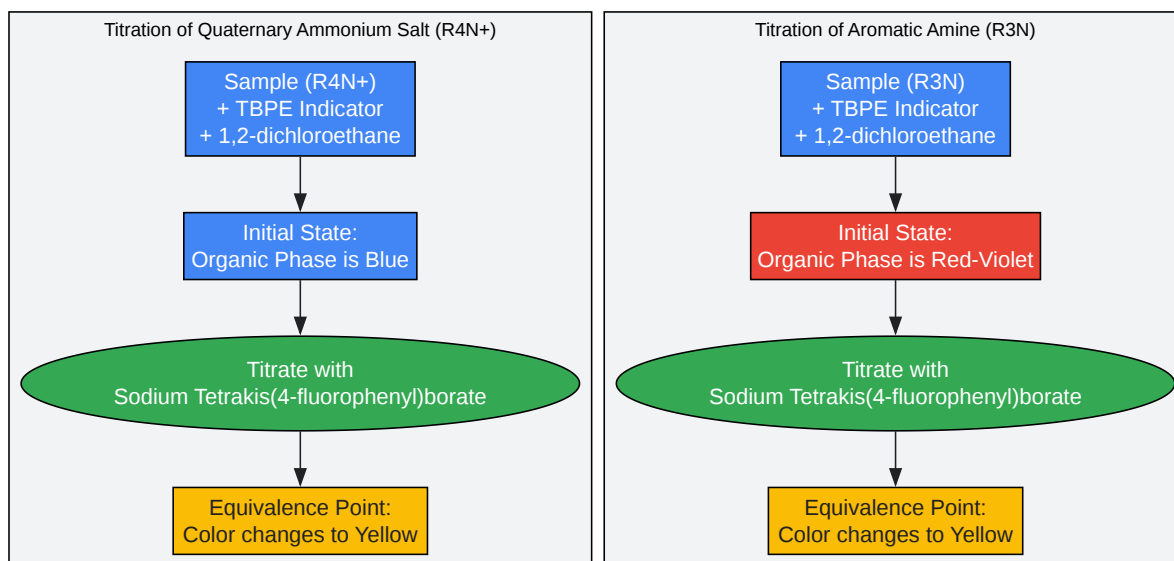 Titration of Quaternary Ammonium Salt (R4N+)
Sample (R4N+)
+ TBPE Indicator
+ 1,2-dichloroethane
Initial State:
Organic Phase is Blue
Titrate with
Sodium Tetrakis(4-fluorophenyl)borate
Equivalence Point:
Color changes to Yellow
Titration of Aromatic Amine (R3N)
Sample (R3N)
+ TBPE Indicator
+ 1,2-dichloroethane
Initial State:
Organic Phase is Red-Violet
Titrate with
Sodium Tetrakis(4-fluorophenyl)borate
Equivalence Point:
Color changes to Yellow